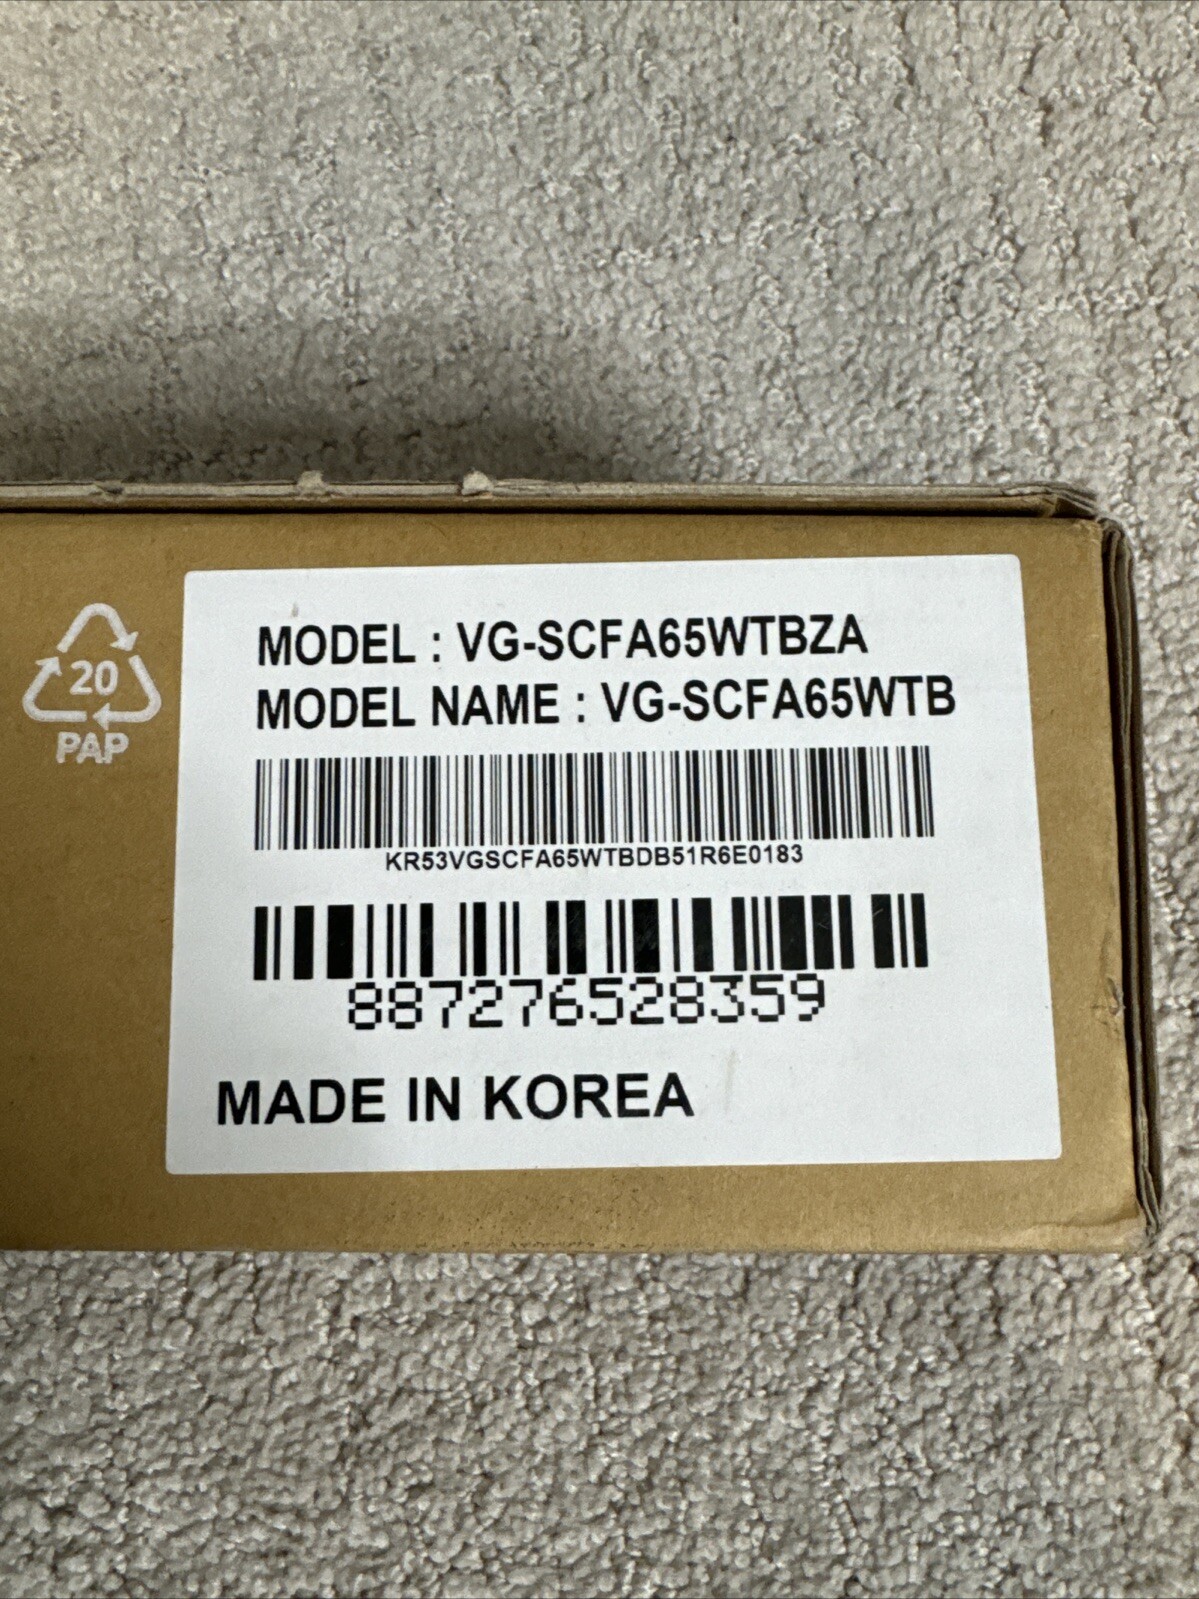 20
PAP
MODEL : VG-SCFA65WTBZA
MODEL NAME : VG-SCFA65WTB
KR53VGSCFA65WTBDB51R6E0183
887276528359
MADE IN KOREA